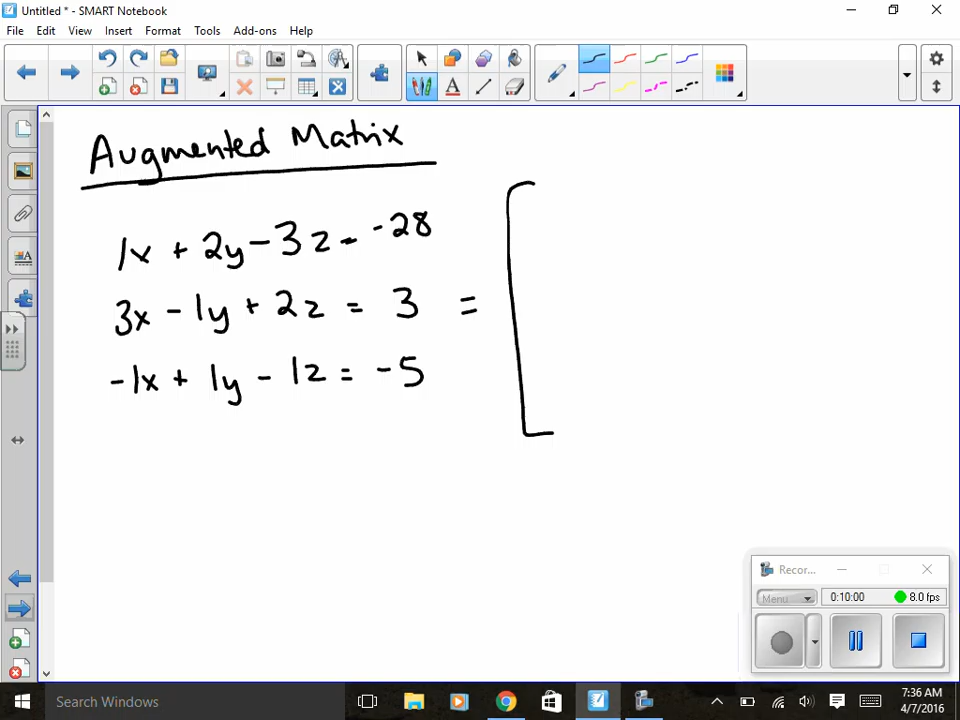 Untitled * - SMART Notebook
File Edit View Insert Format Tools Add-ons Help
Augmented Matrix
1x + 2y - 3z = -28
3x - 1y + 2z = 3 =
-1x + 1y - 1z = -5
Recor...
Menu 0:10:00 8.0 fps
Search Windows
7:36 AM
4/7/2016